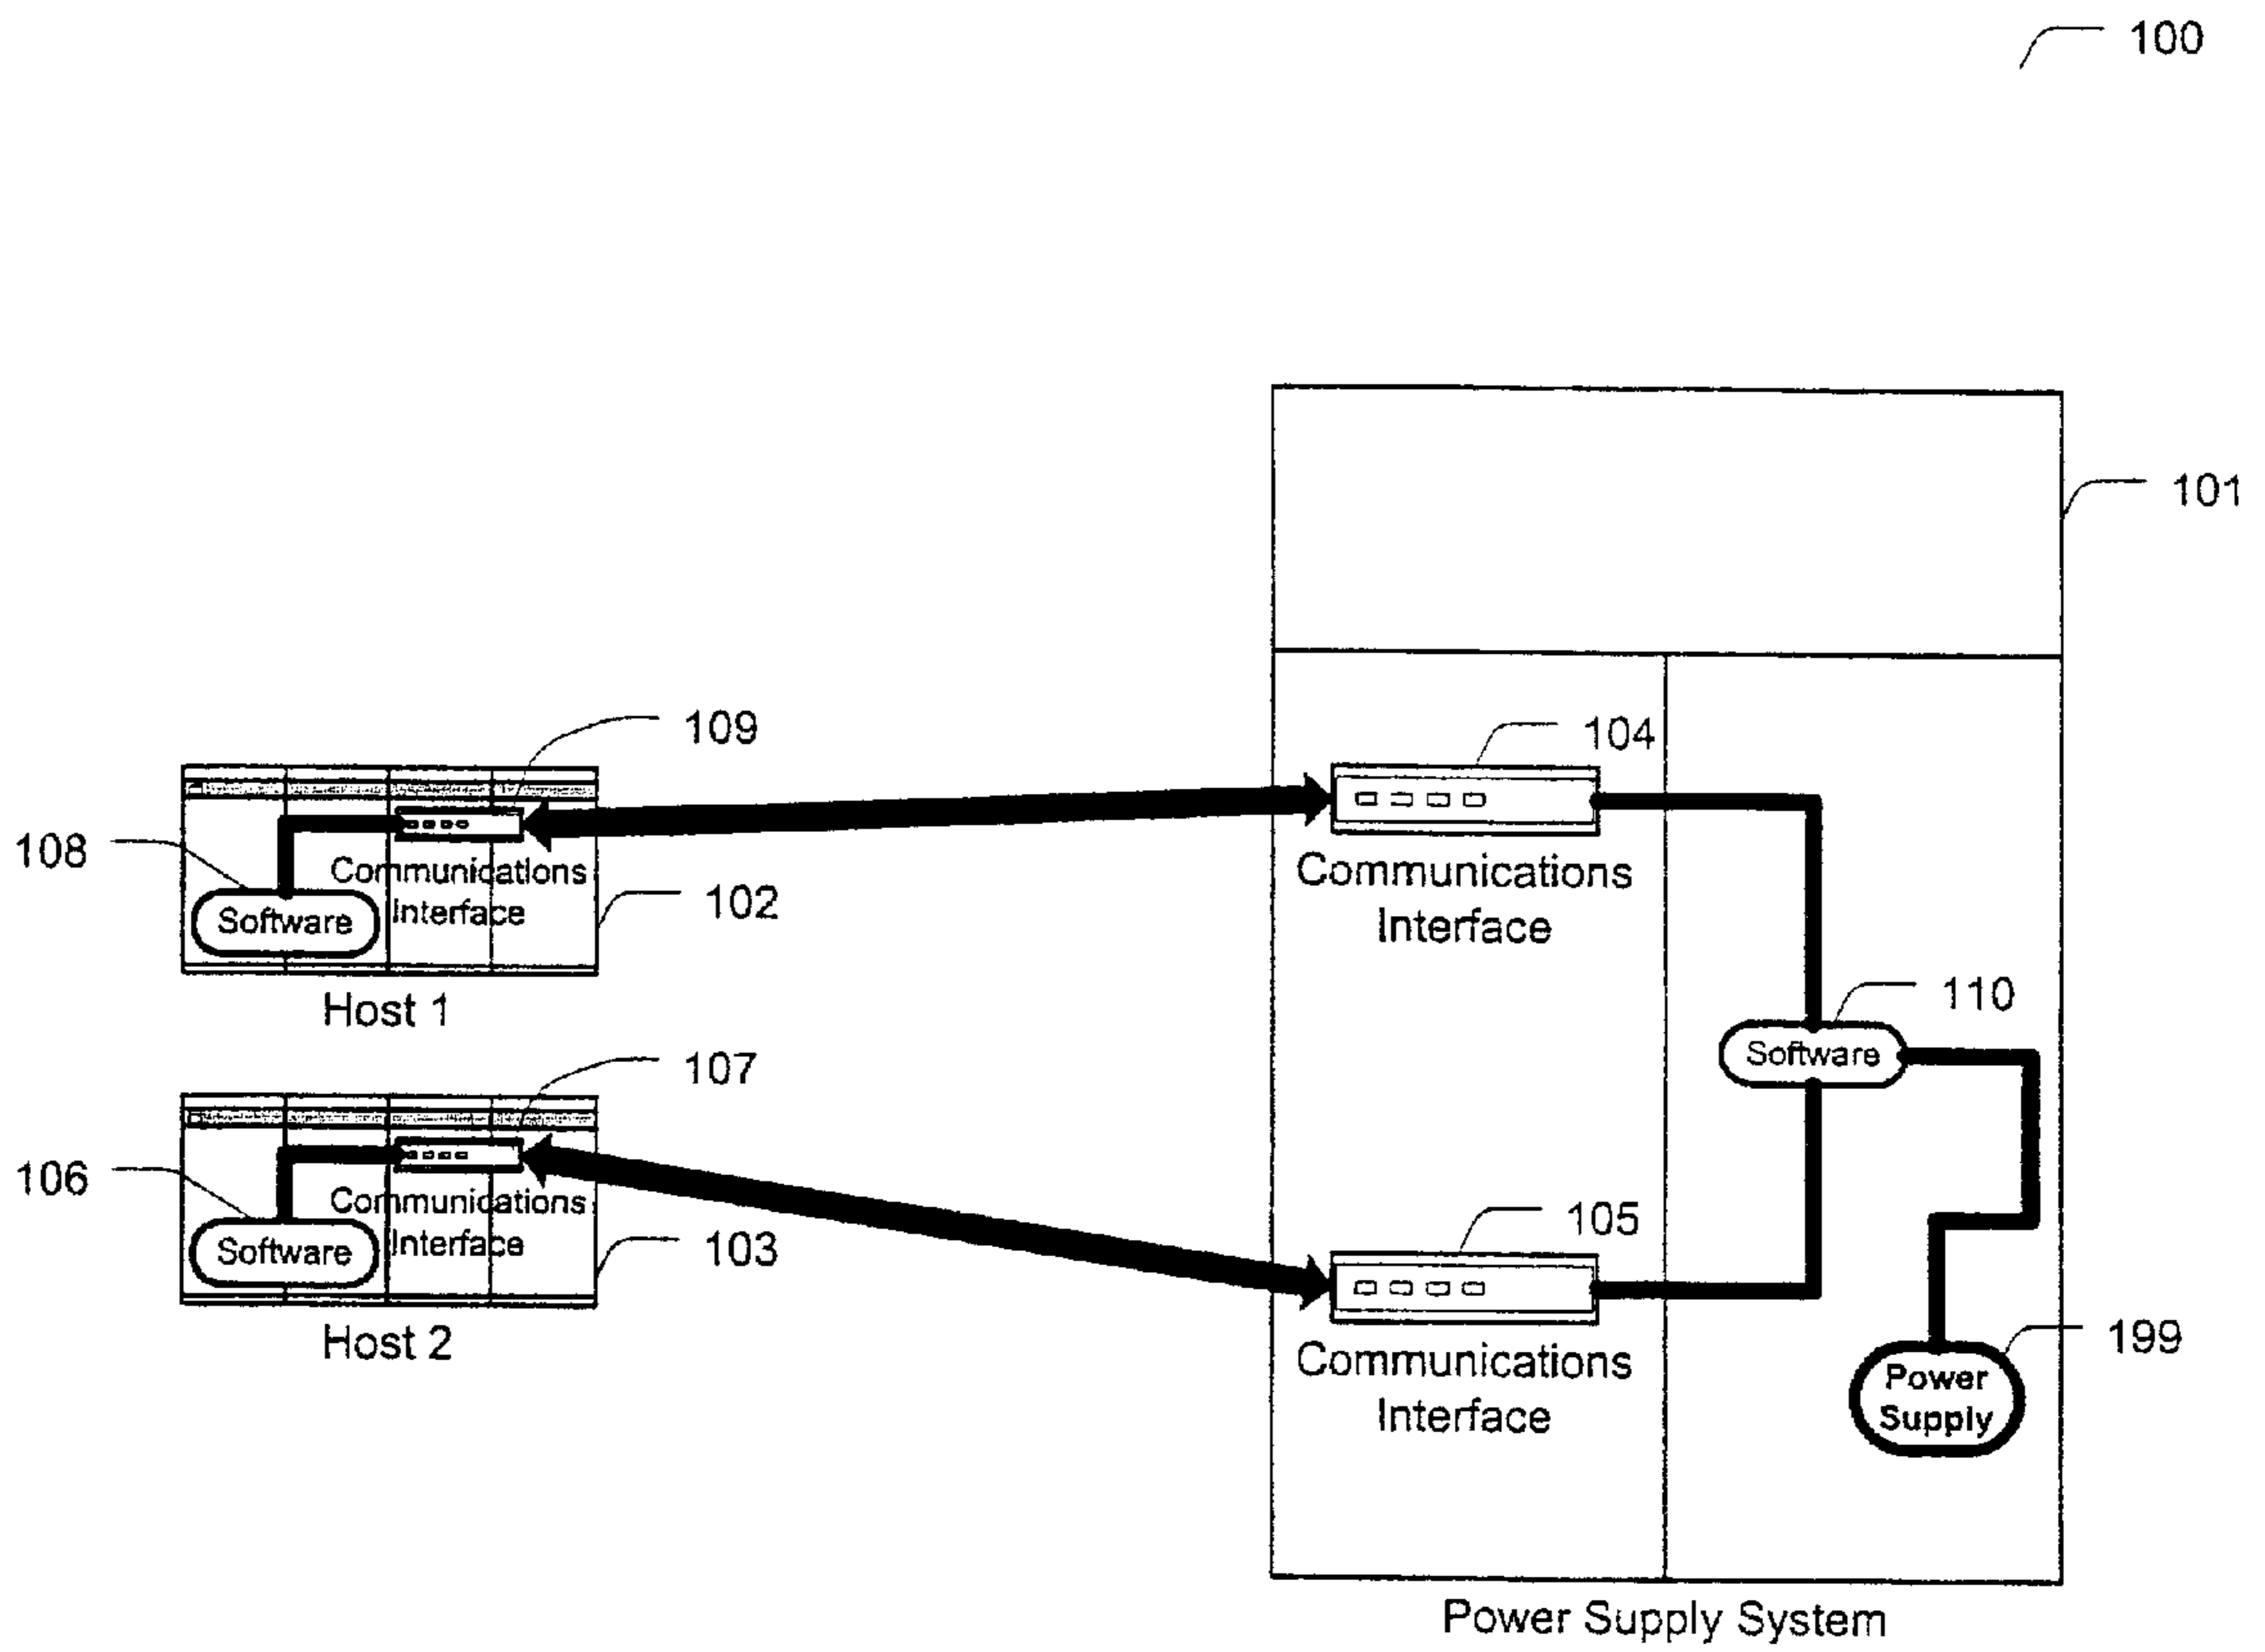 100
101
109
104
108
Communications
Interface
Software
102
Host 1
Communications
Interface
110
Software
107
106
Communications
Interface
Software
103
Host 2
105
Communications
Interface
199
Power
Supply
Power Supply System